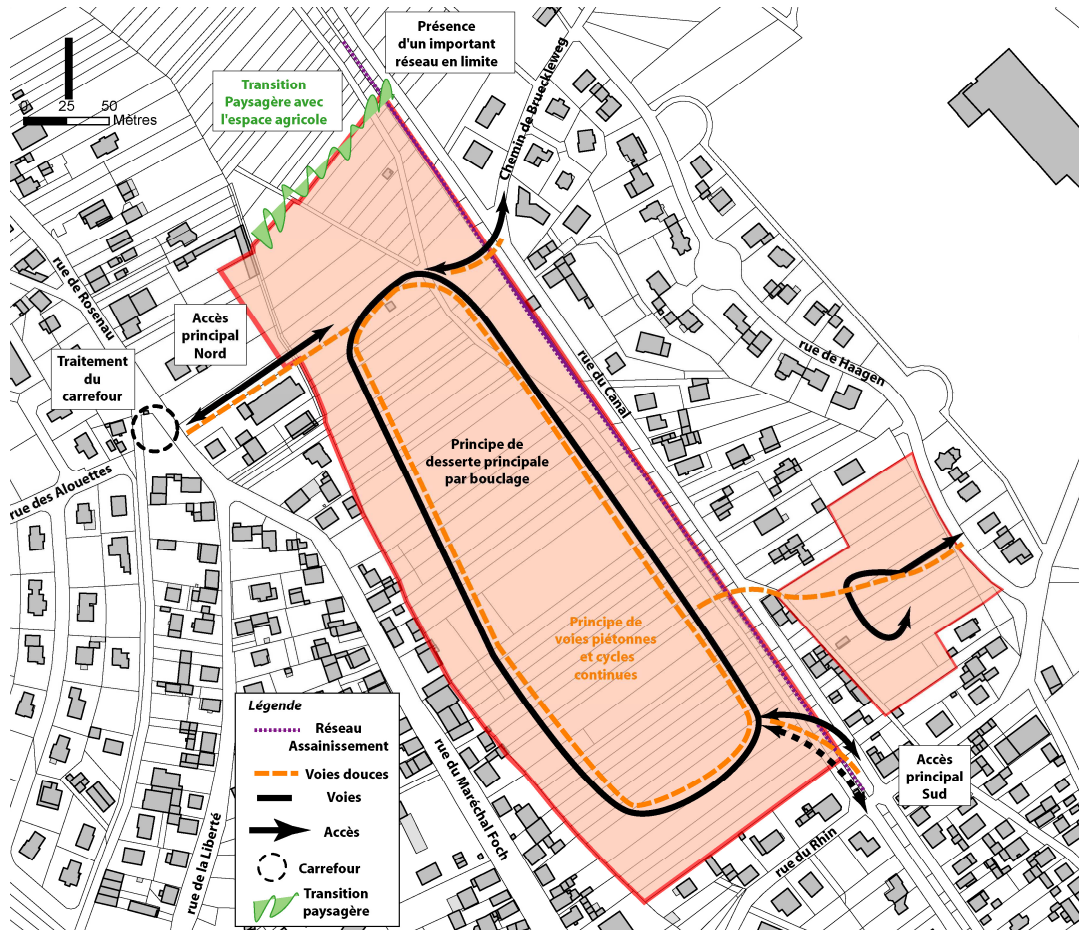 Présence
d'un important
réseau en limite
Transition
Paysagère avec
l'espace agricole
0 25 50
Mètres
Chemin de Brueckleweg
rue de Rosenau
Accès
principal
Nord
Traitement
du
carrefour
rue du Canal
rue de Haagen
rue des Alouettes
Principe de
desserte principale
par bouclage
Principe de
voies piétonnes
et cycles
continues
Légende
Réseau
Assainissement
Voies douces
Voies
Accès
Carrefour
Transition
paysagère
rue de la Liberté
rue du Maréchal Foch
rue du Rhin
Accès
principal
Sud